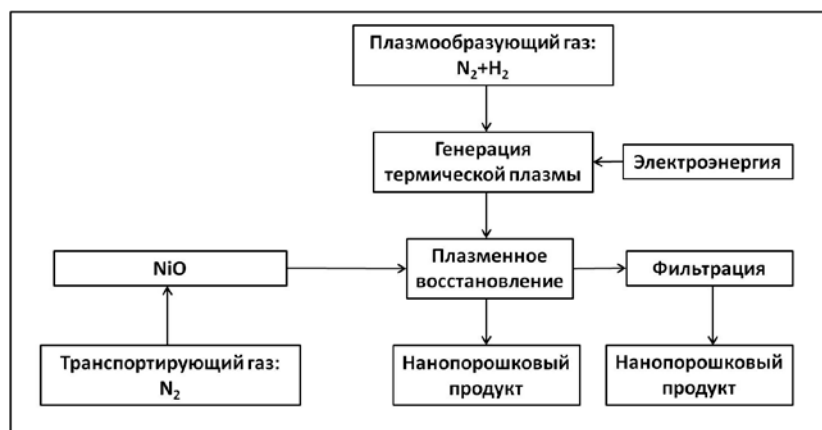 Плазмообразующий газ:
N₂+H₂
Генерация
термической плазмы
Электроэнергия
NiO
Плазменное
восстановление
Фильтрация
Транспортирующий газ:
N₂
Нанопорошковый
продукт
Нанопорошковый
продукт